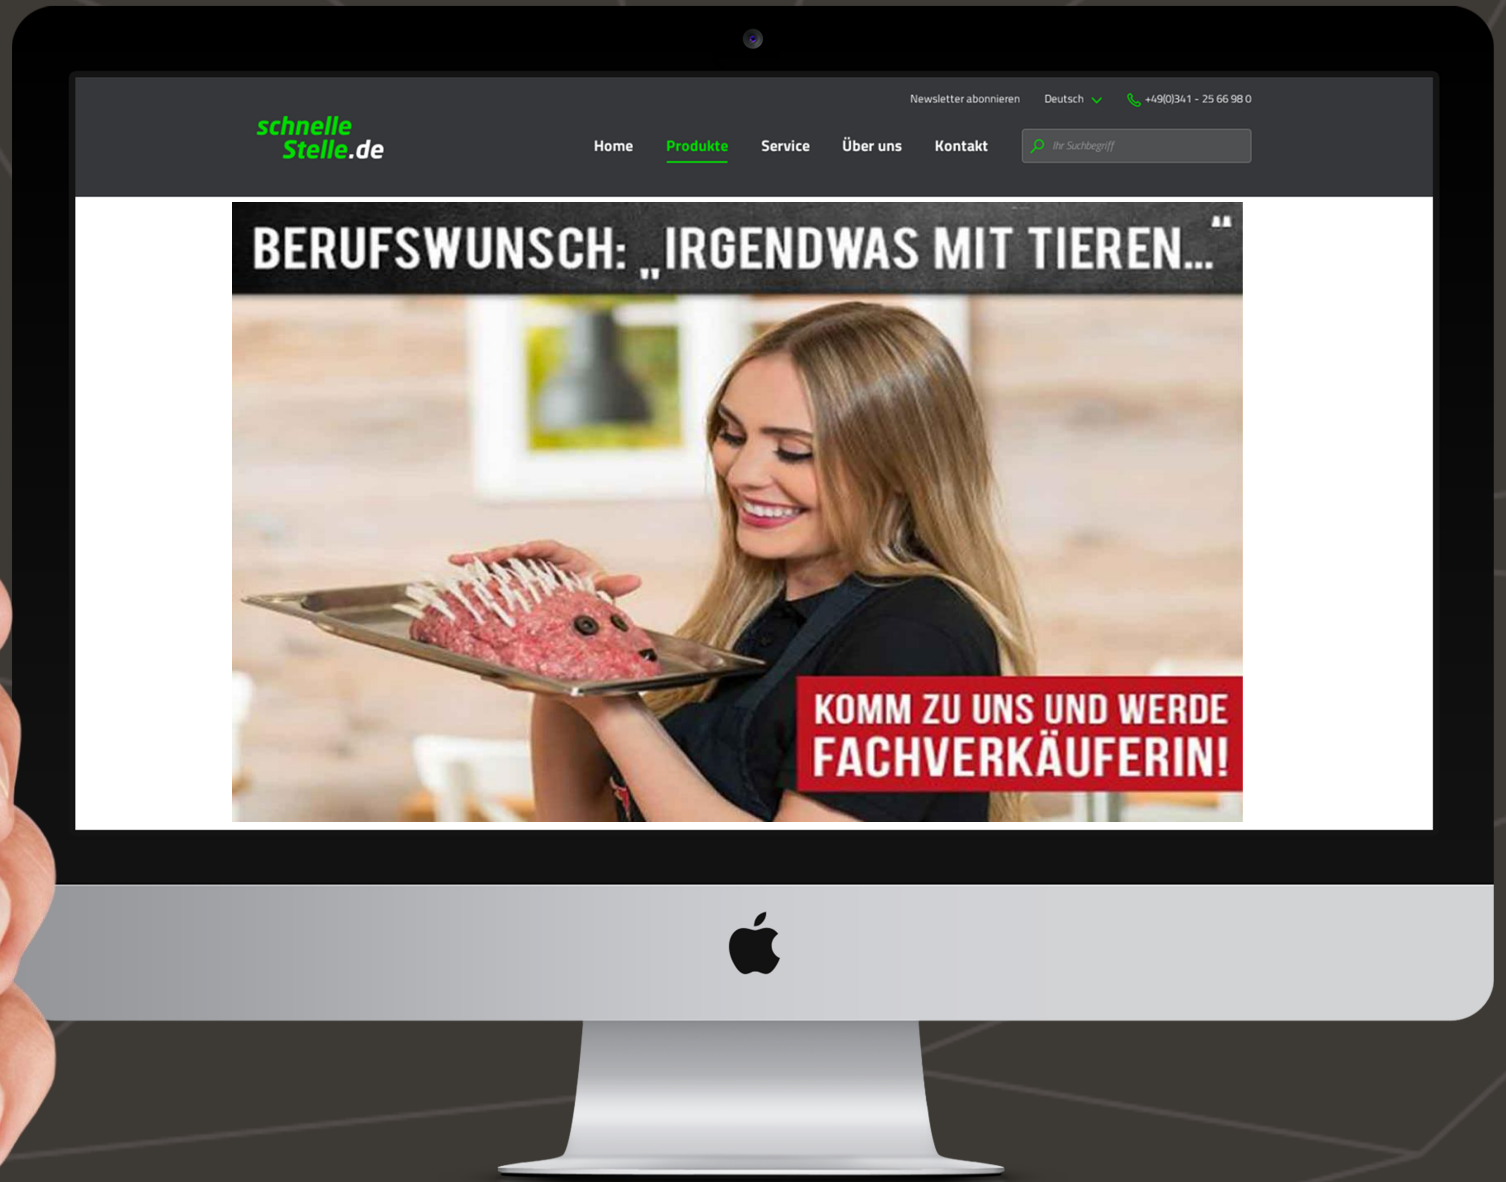 Newsletter abonnieren Deutsch +49(0)341 - 25 66 98 0
schnelle
Stelle.de
Home Produkte Service Über uns Kontakt Ihr Suchbegriff
BERUFSWUNSCH: „IRGENDWAS MIT TIEREN..."
KOMM ZU UNS UND WERDE
FACHVERKÄUFERIN!